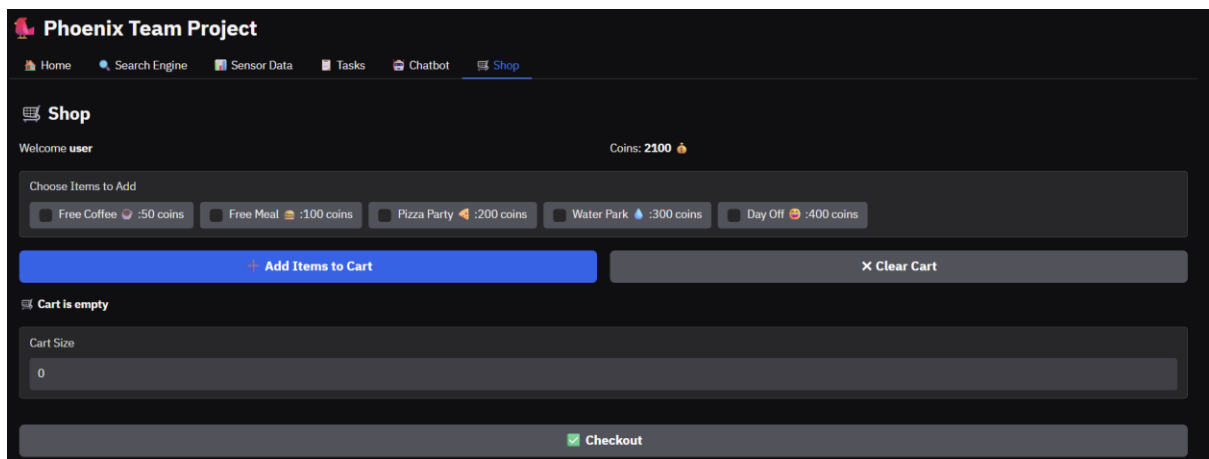 Phoenix Team Project
Home Search Engine Sensor Data Tasks Chatbot Shop
Shop
Welcome user Coins: 2100
Choose Items to Add
Free Coffee :50 coins Free Meal :100 coins Pizza Party :200 coins Water Park :300 coins Day Off :400 coins
Add Items to Cart Clear Cart
Cart is empty
Cart Size
0
Checkout